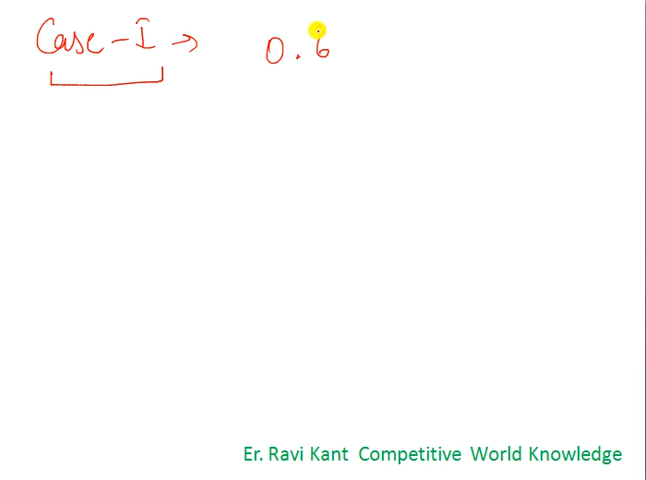 Case - I → 0.6
Er. Ravi Kant Competitive World Knowledge